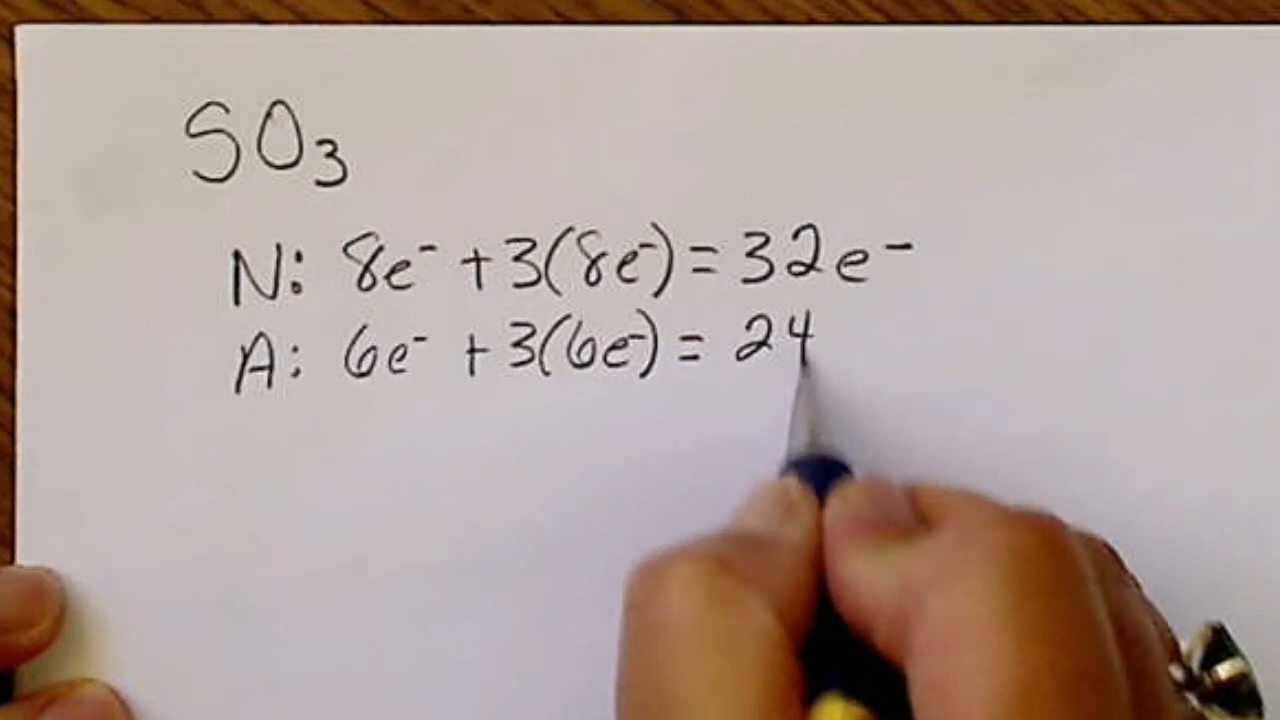 SO₃
N: 8e⁻ + 3(8e⁻) = 32e⁻
A: 6e⁻ + 3(6e⁻) = 24